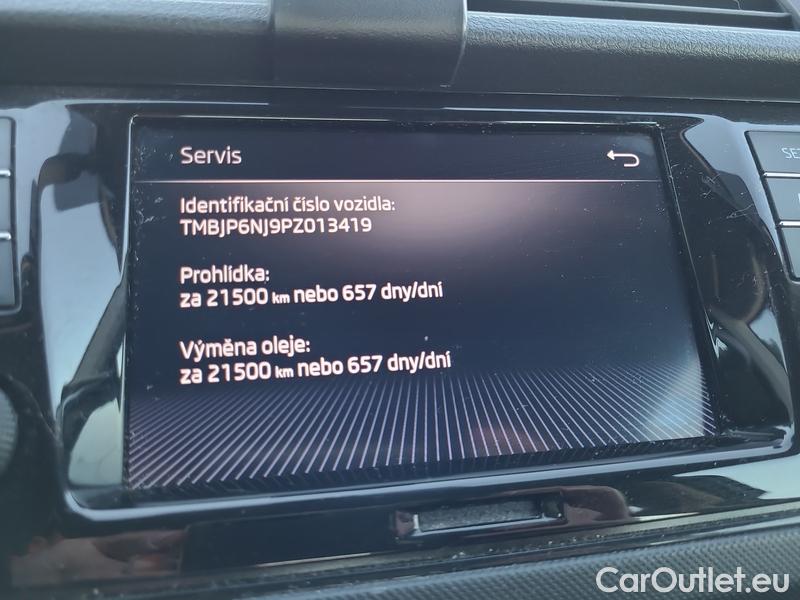 Servis
SE
Identifikační číslo vozidla:
TMBJP6NJ9PZ013419
Prohlídka:
za 21500 km nebo 657 dny/dní
Výměna oleje:
za 21500 km nebo 657 dny/dní
CarOutlet.eu